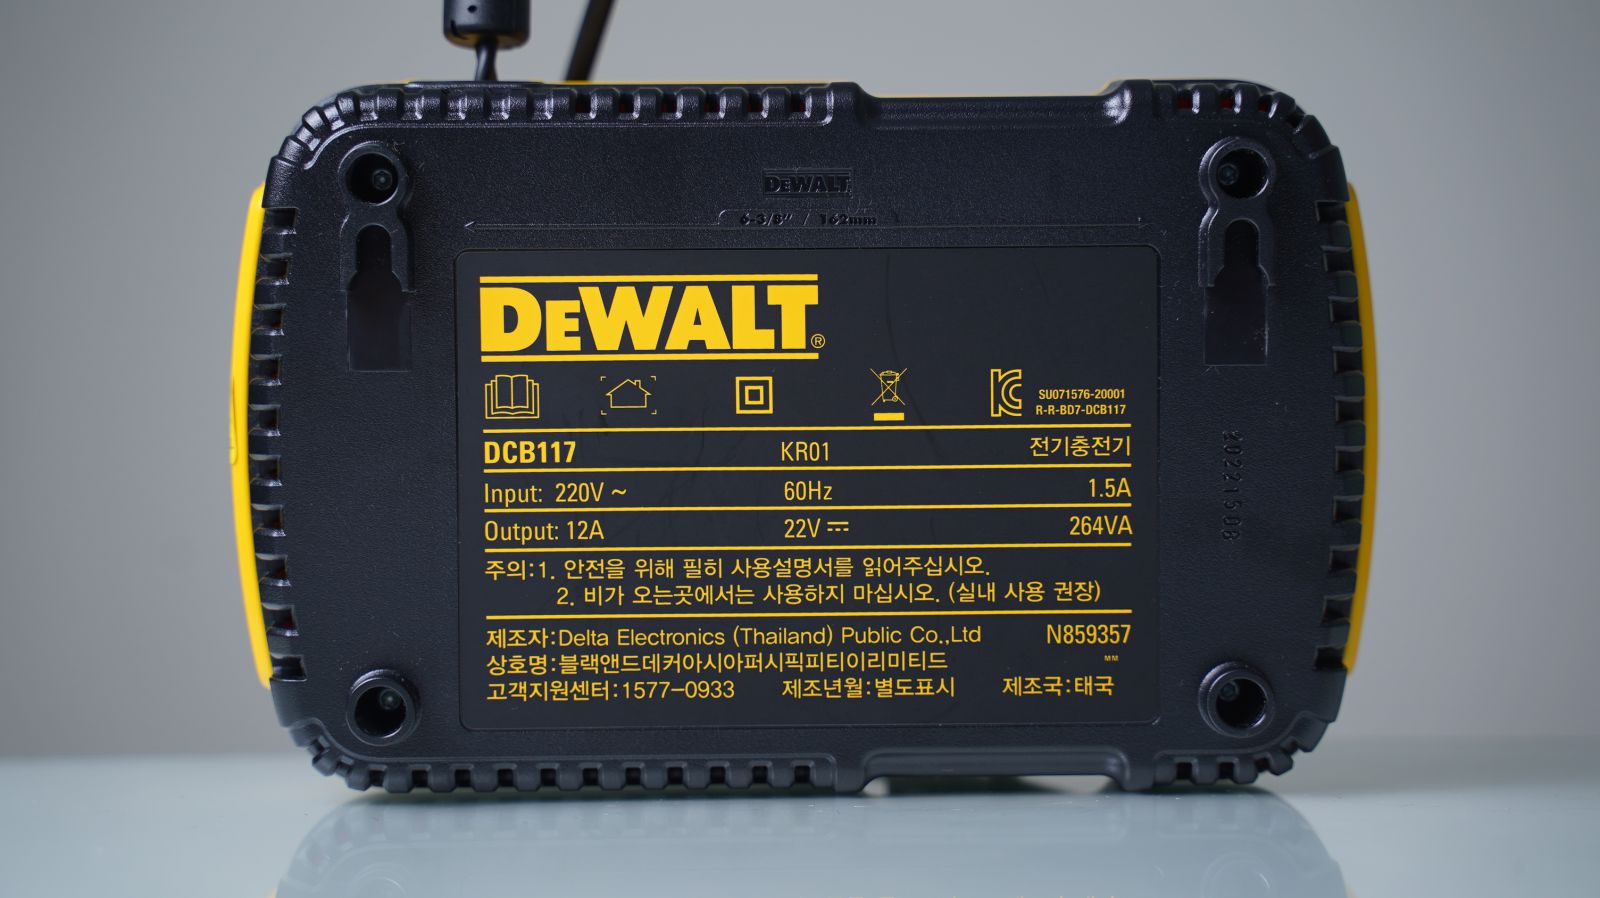 DEWALT
6-3/8" / 162mm
DEWALT®
SU071576-20001
R-R-BD7-DCB117
DCB117 KR01 전기충전기
Input: 220V ~ 60Hz 1.5A
Output: 12A 22V ⎓ 264VA
주의:1. 안전을 위해 필히 사용설명서를 읽어주십시오.
2. 비가 오는곳에서는 사용하지 마십시오. (실내 사용 권장)
제조자:Delta Electronics (Thailand) Public Co.,Ltd N859357
MM
상호명:블랙앤드데커아시아퍼시픽피티이리미티드
고객지원센터:1577-0933 제조년월:별도표시 제조국:태국